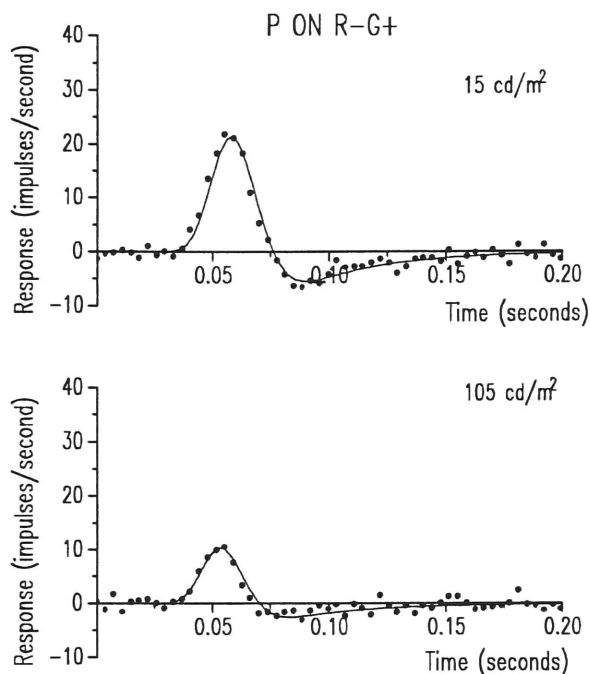 P ON R-G+
15 cd/m²
Response (impulses/second)
40
30
20
10
0
-10
0.05
0.10
0.15
0.20
Time (seconds)
105 cd/m²
Response (impulses/second)
40
30
20
10
0
-10
0.05
0.10
0.15
0.20
Time (seconds)